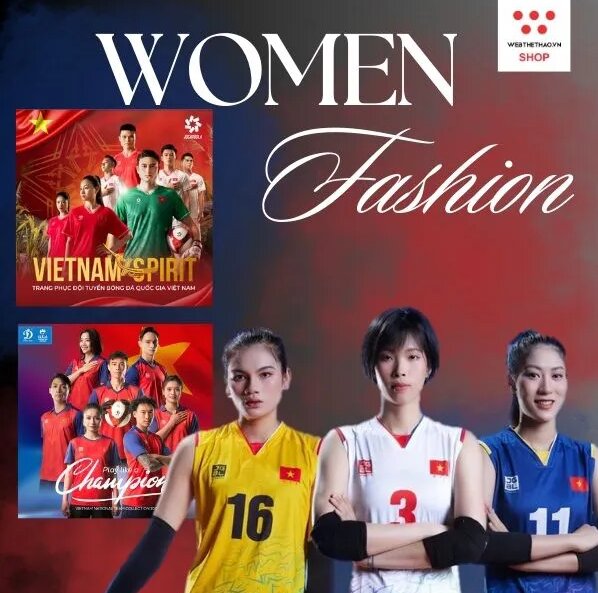 WOMEN
Fashion
WEBTHETHAO.VN
SHOP
JOGARBOLA
VIETNAM SPIRIT
TRANG PHỤC ĐỘI TUYỂN BÓNG ĐÁ QUỐC GIA VIỆT NAM
Play like a
Champion
16
3
11